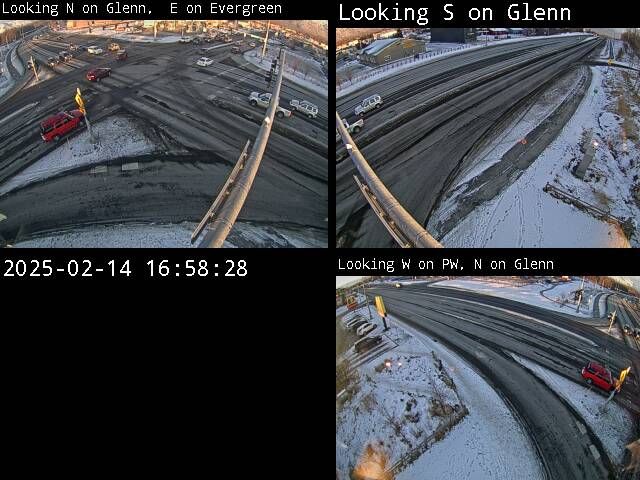 Looking N on Glenn,  E on Evergreen
Looking S on Glenn
2025-02-14 16:58:28
Looking W on PW, N on Glenn